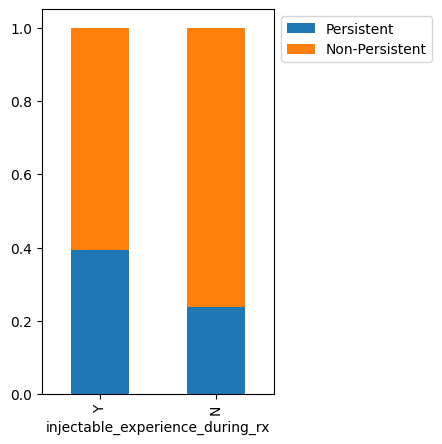 Persistent
Non-Persistent
1.0
0.8
0.6
0.4
0.2
0.0
Y
N
injectable_experience_during_rx